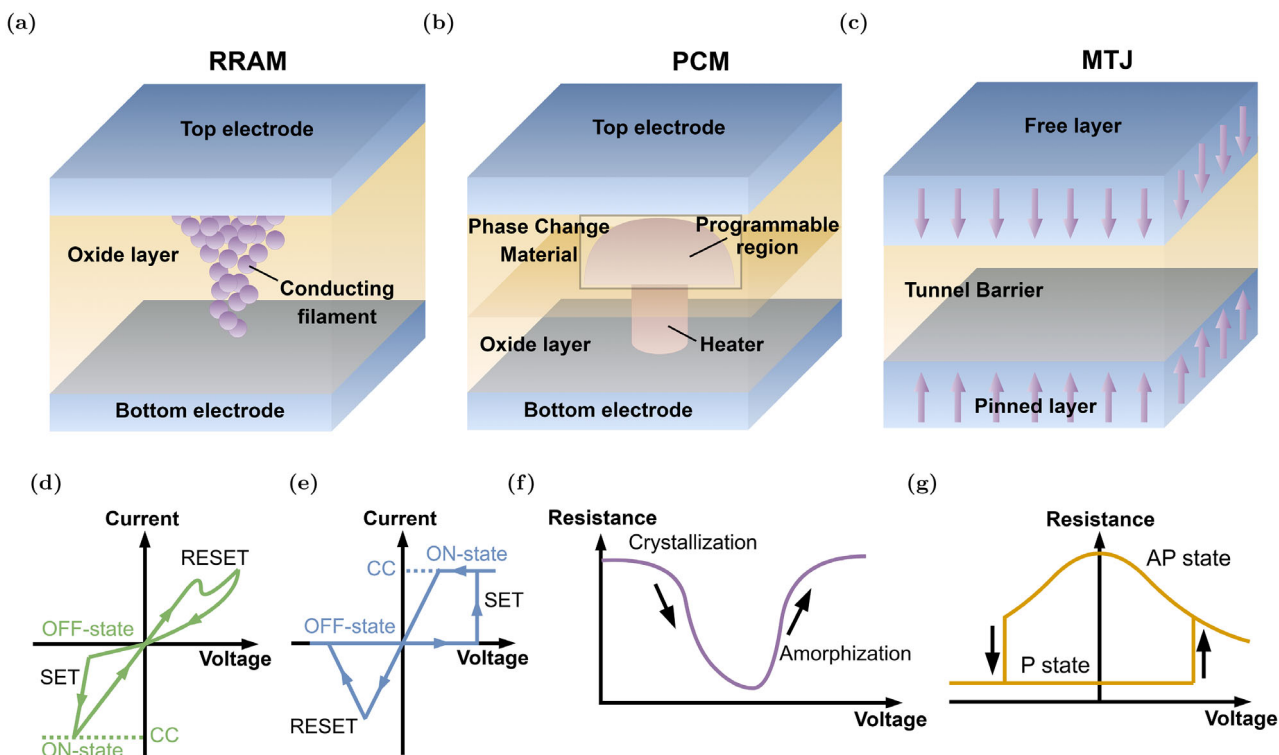 (a)
RRAM
Top electrode
Oxide layer
Conducting
filament
Bottom electrode
(b)
PCM
Top electrode
Phase Change
Material
Programmable
region
Oxide layer
Heater
Bottom electrode
(c)
MTJ
Free layer
Tunnel Barrier
Pinned layer
(d)
Current
RESET
OFF-state
Voltage
SET
CC
ON-state
(e)
Current
ON-state
CC
SET
OFF-state
Voltage
RESET
(f)
Resistance
Crystallization
Amorphization
Voltage
(g)
Resistance
AP state
P state
Voltage